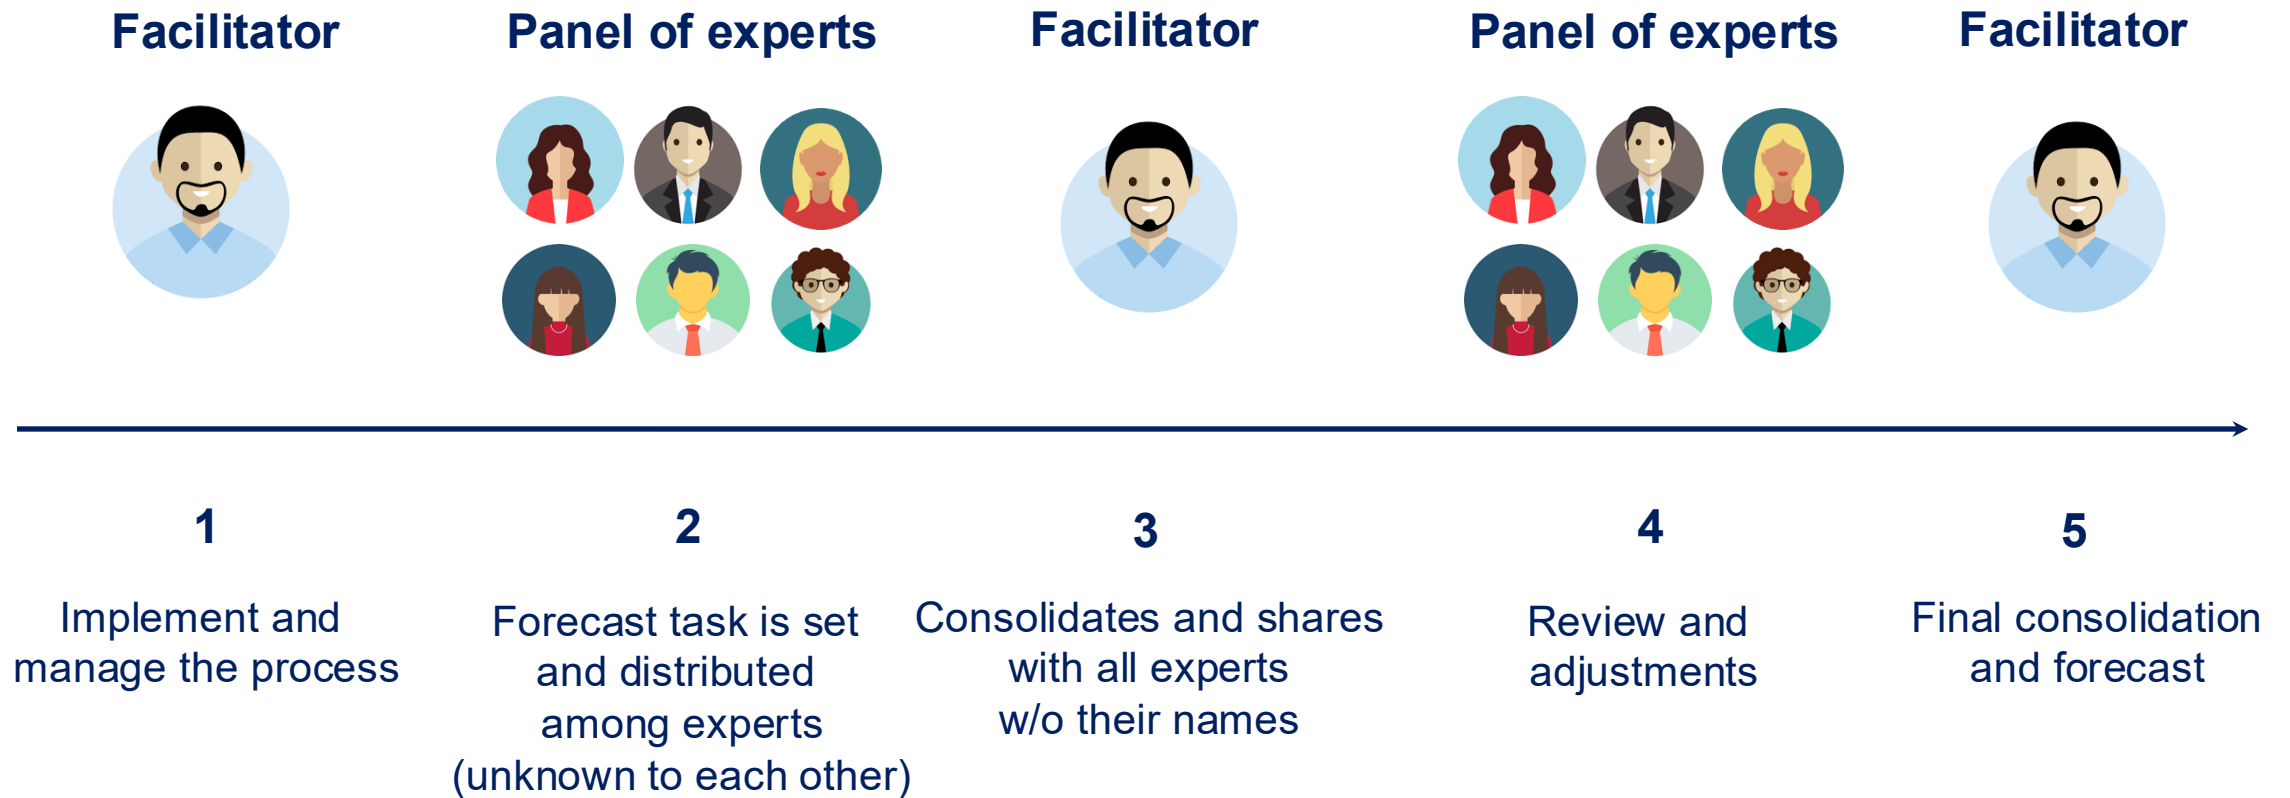 Facilitator
Panel of experts
Facilitator
Panel of experts
Facilitator
1
Implement and
manage the process
2
Forecast task is set
and distributed
among experts
(unknown to each other)
3
Consolidates and shares
with all experts
w/o their names
4
Review and
adjustments
5
Final consolidation
and forecast